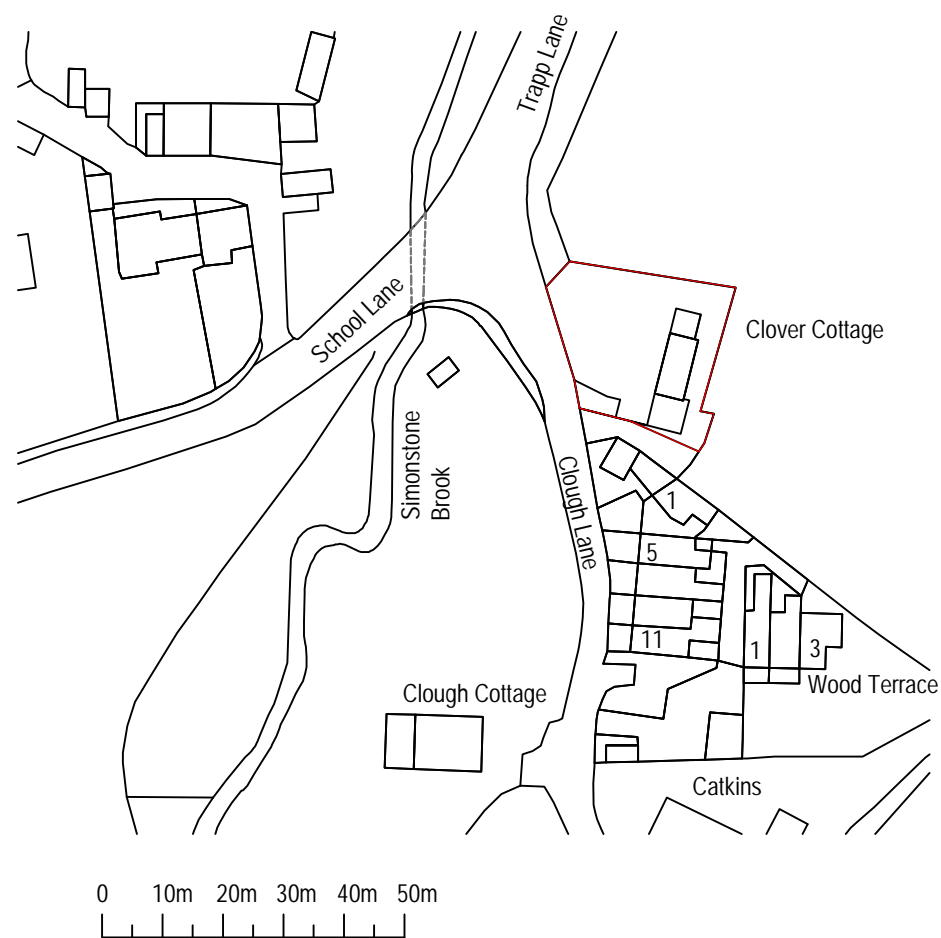 Trapp Lane
School Lane
Clover Cottage
Simonstone
Brook
Clough Lane
1
5
11
1
3
Wood Terrace
Clough Cottage
Catkins
0 10m 20m 30m 40m 50m